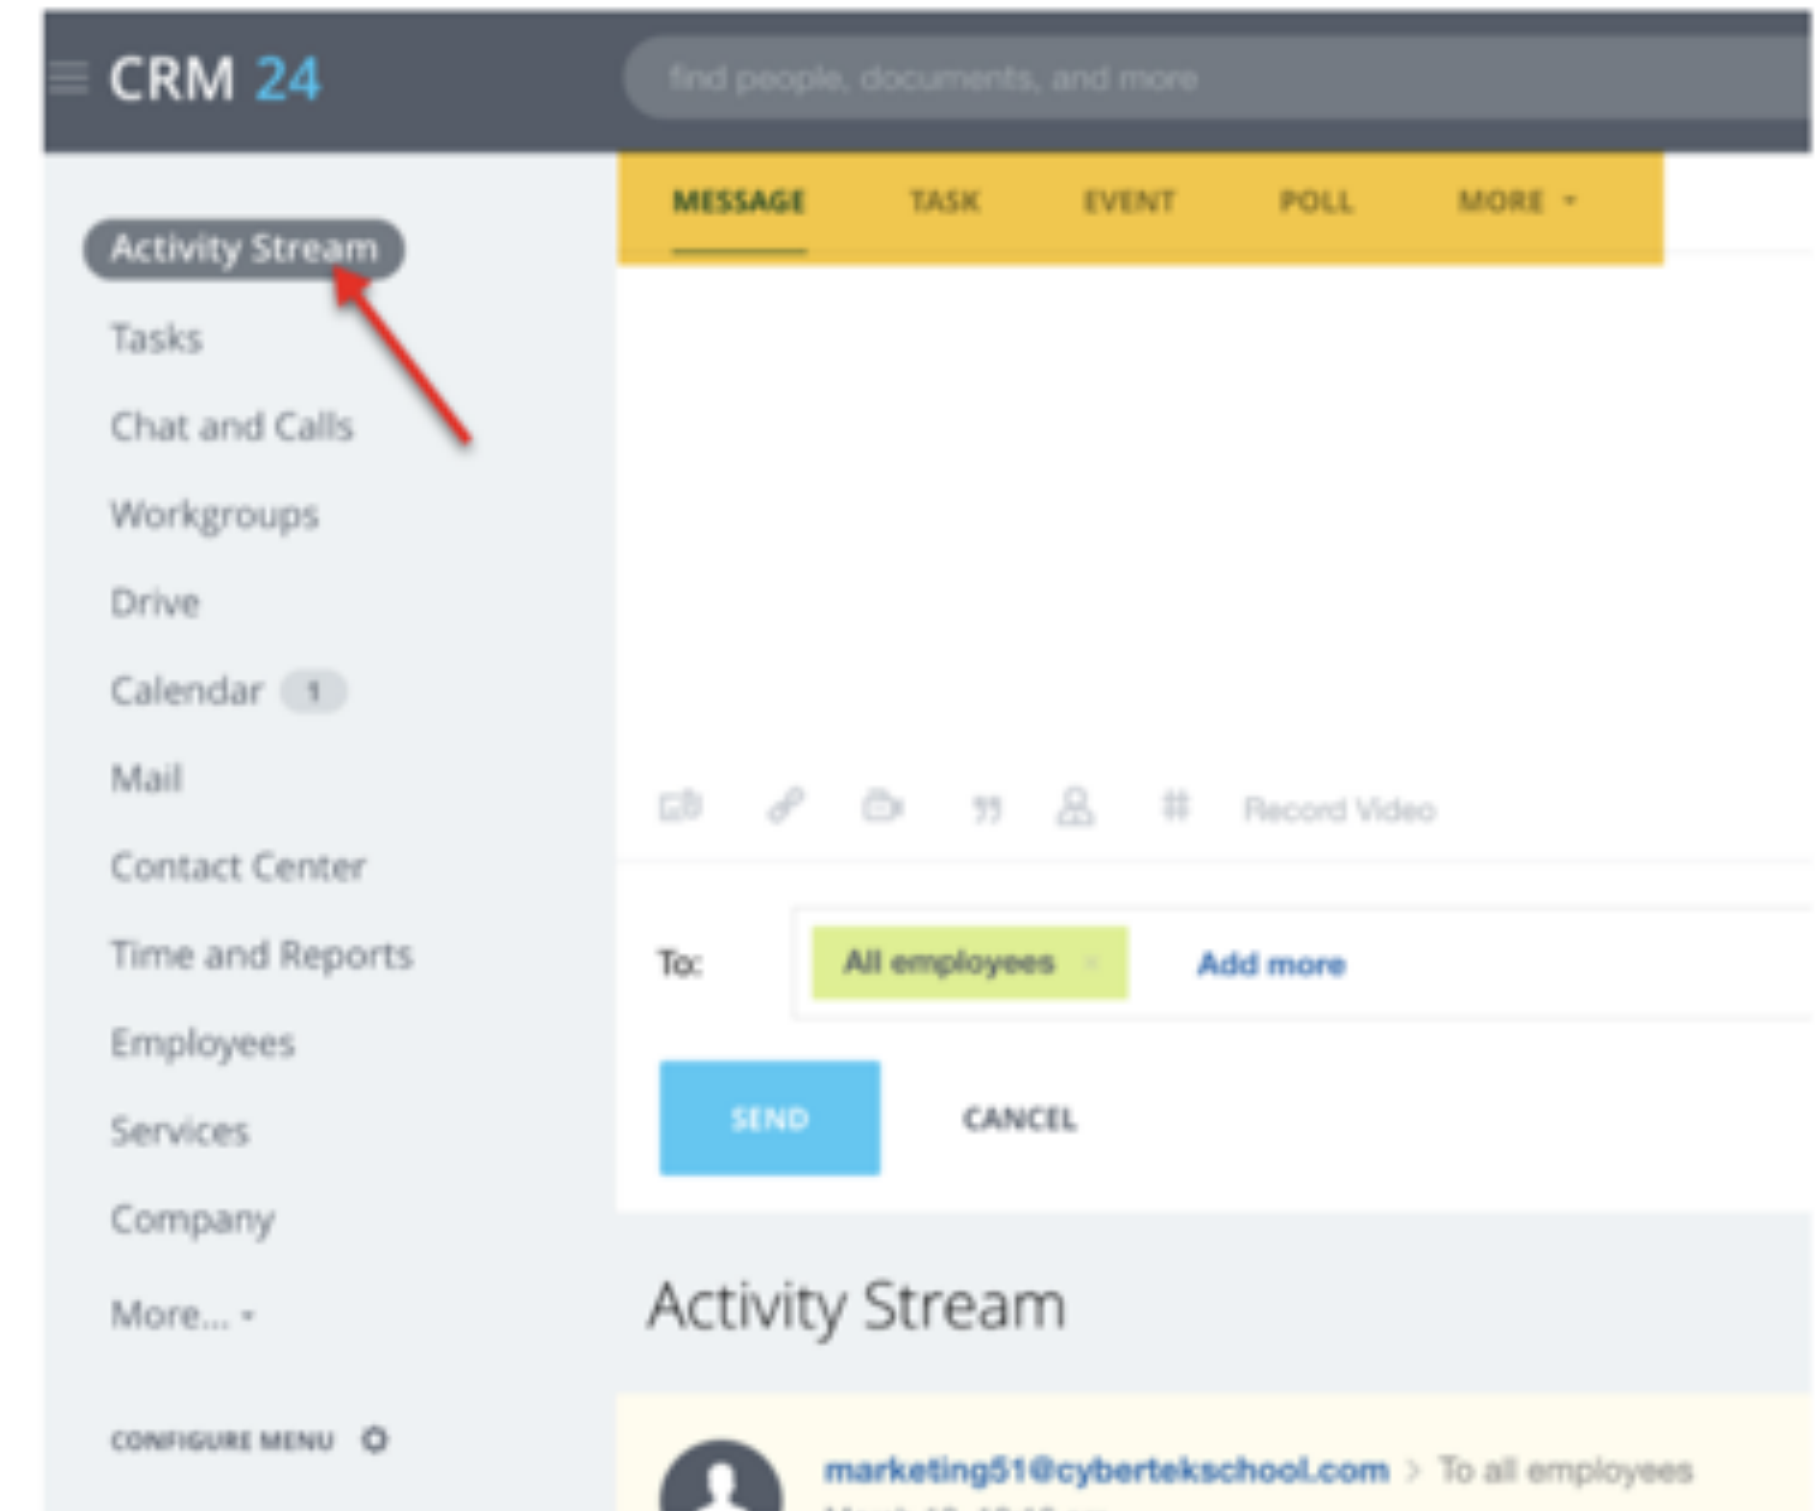 CRM 24
find people, documents, and more
MESSAGE TASK EVENT POLL MORE
Activity Stream
Tasks
Chat and Calls
Workgroups
Drive
Calendar 1
Mail
Contact Center
Time and Reports
Employees
Services
Company
More...
CONFIGURE MENU
Record Video
To: All employees × Add more
SEND CANCEL
Activity Stream
marketing51@cybertekschool.com > To all employees